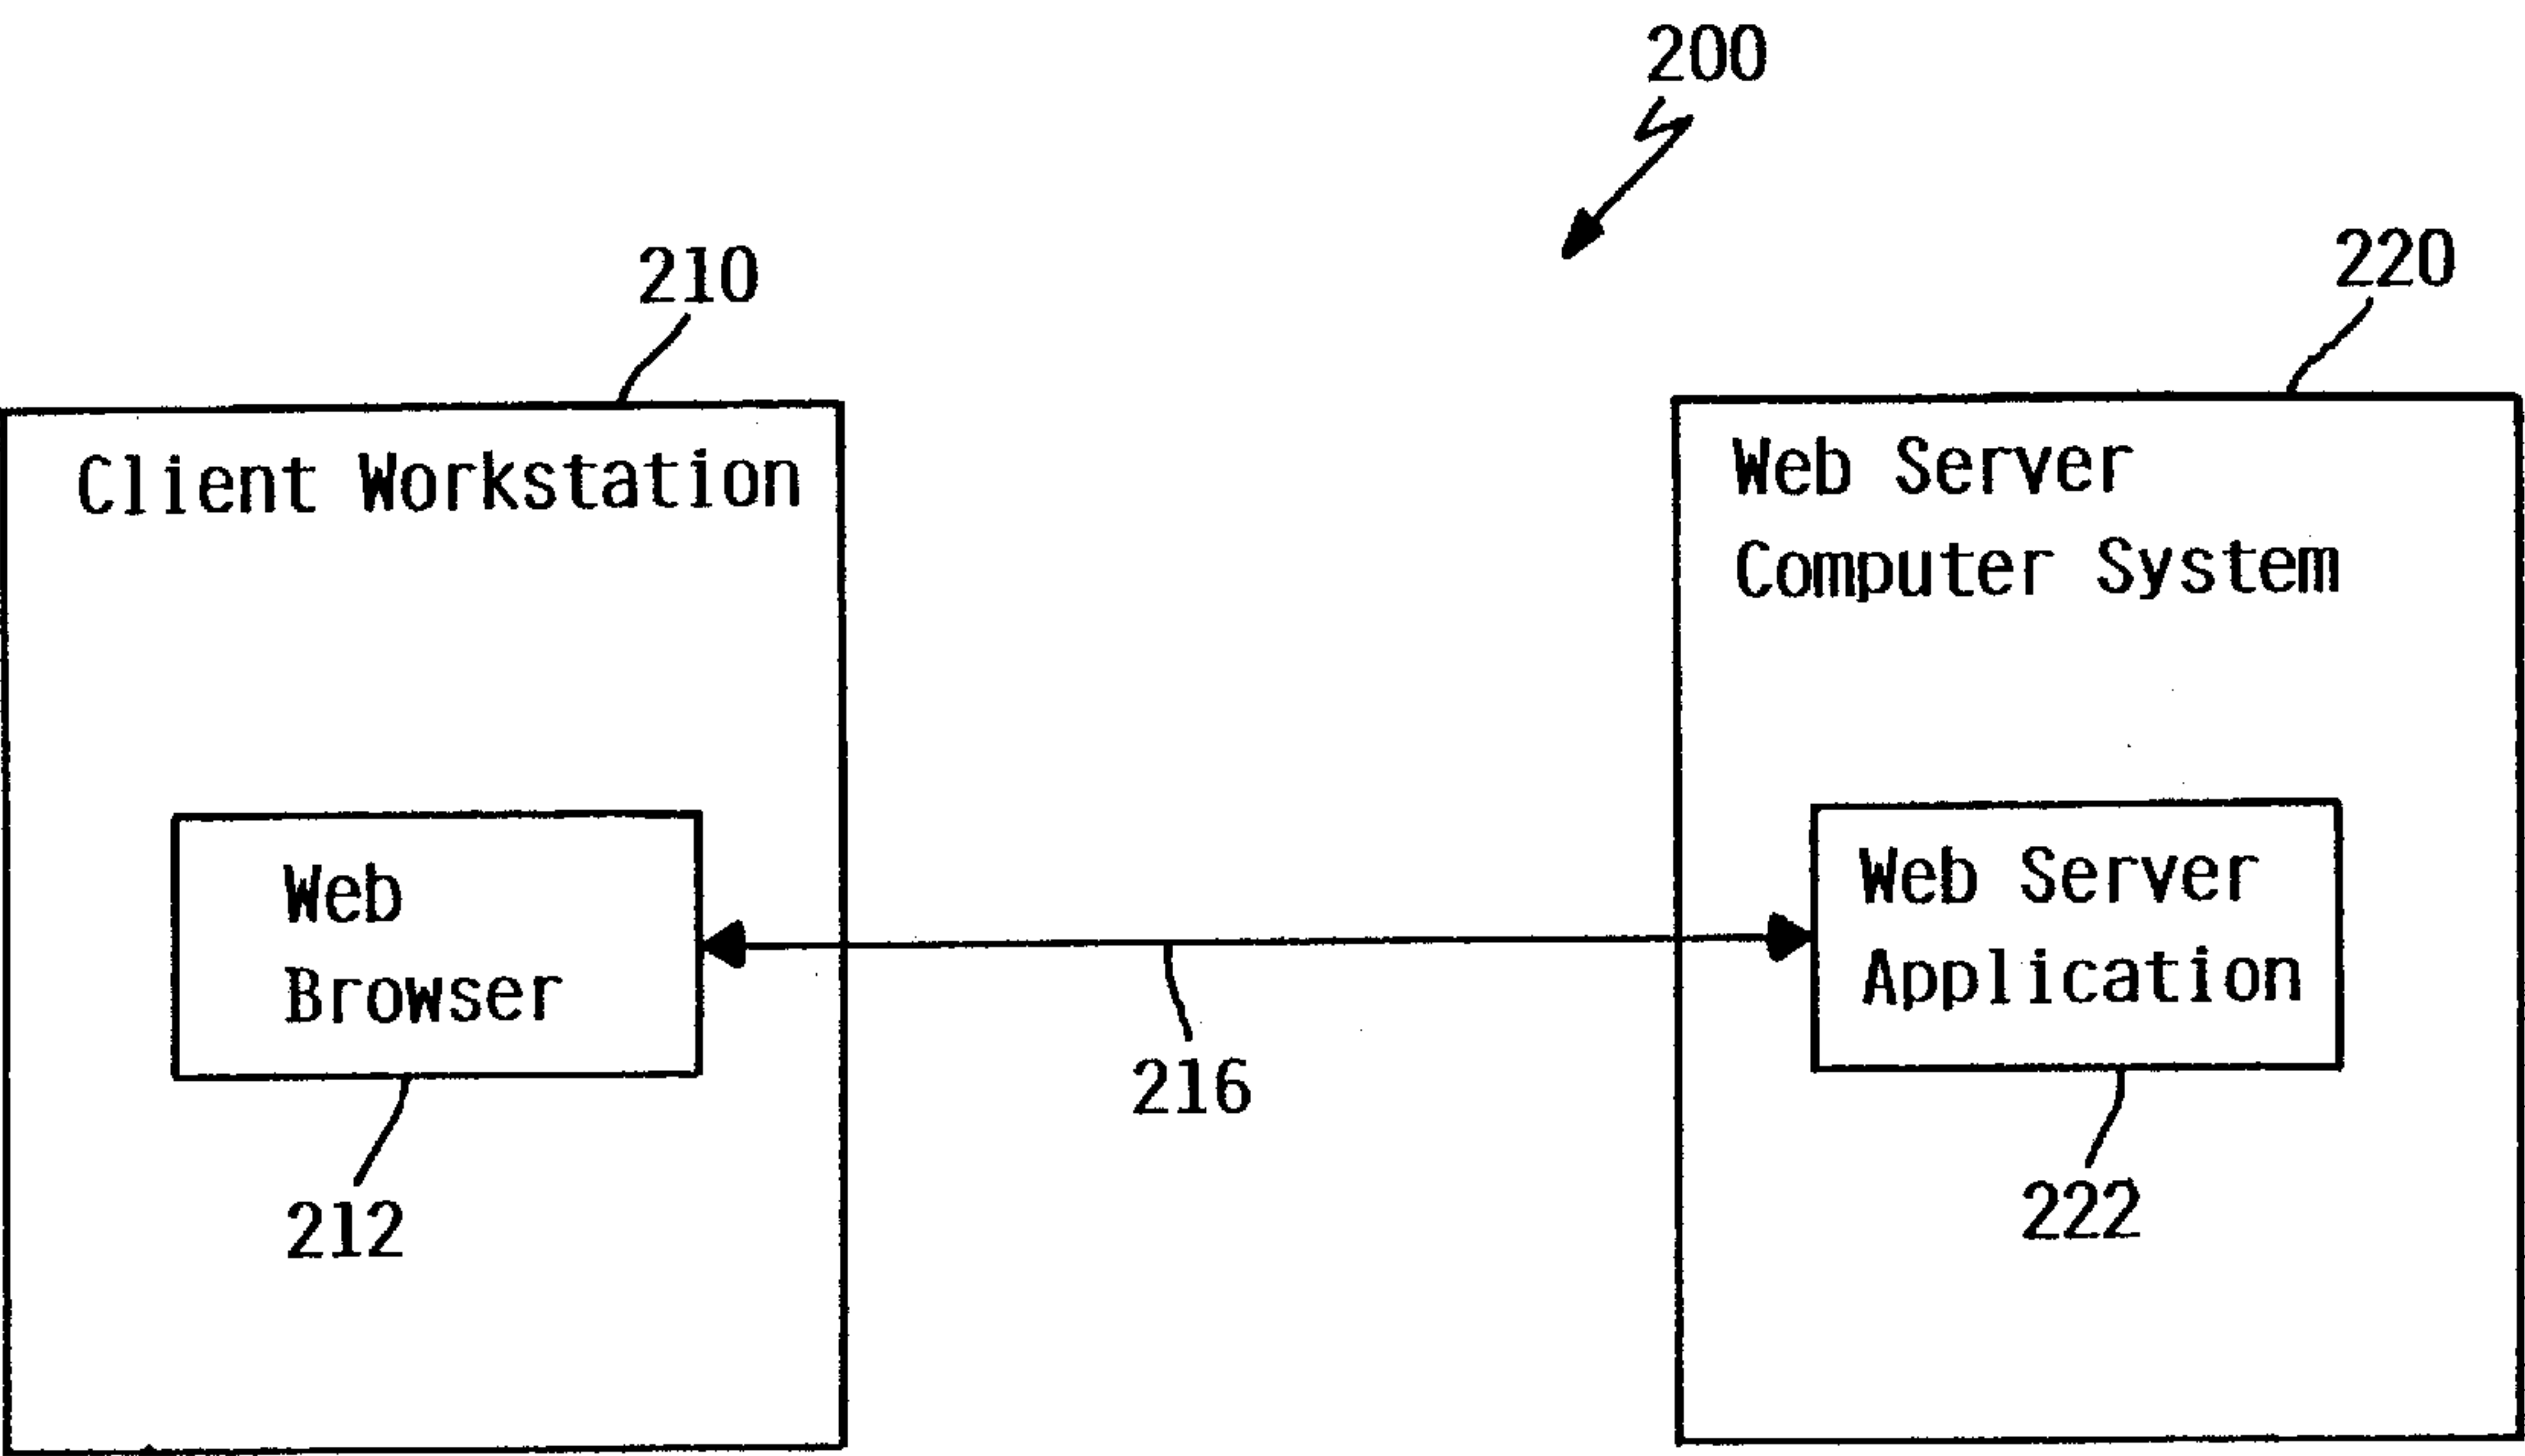 200
210
220
Client Workstation
Web Server
Computer System
Web
Browser
Web Server
Application
216
212
222